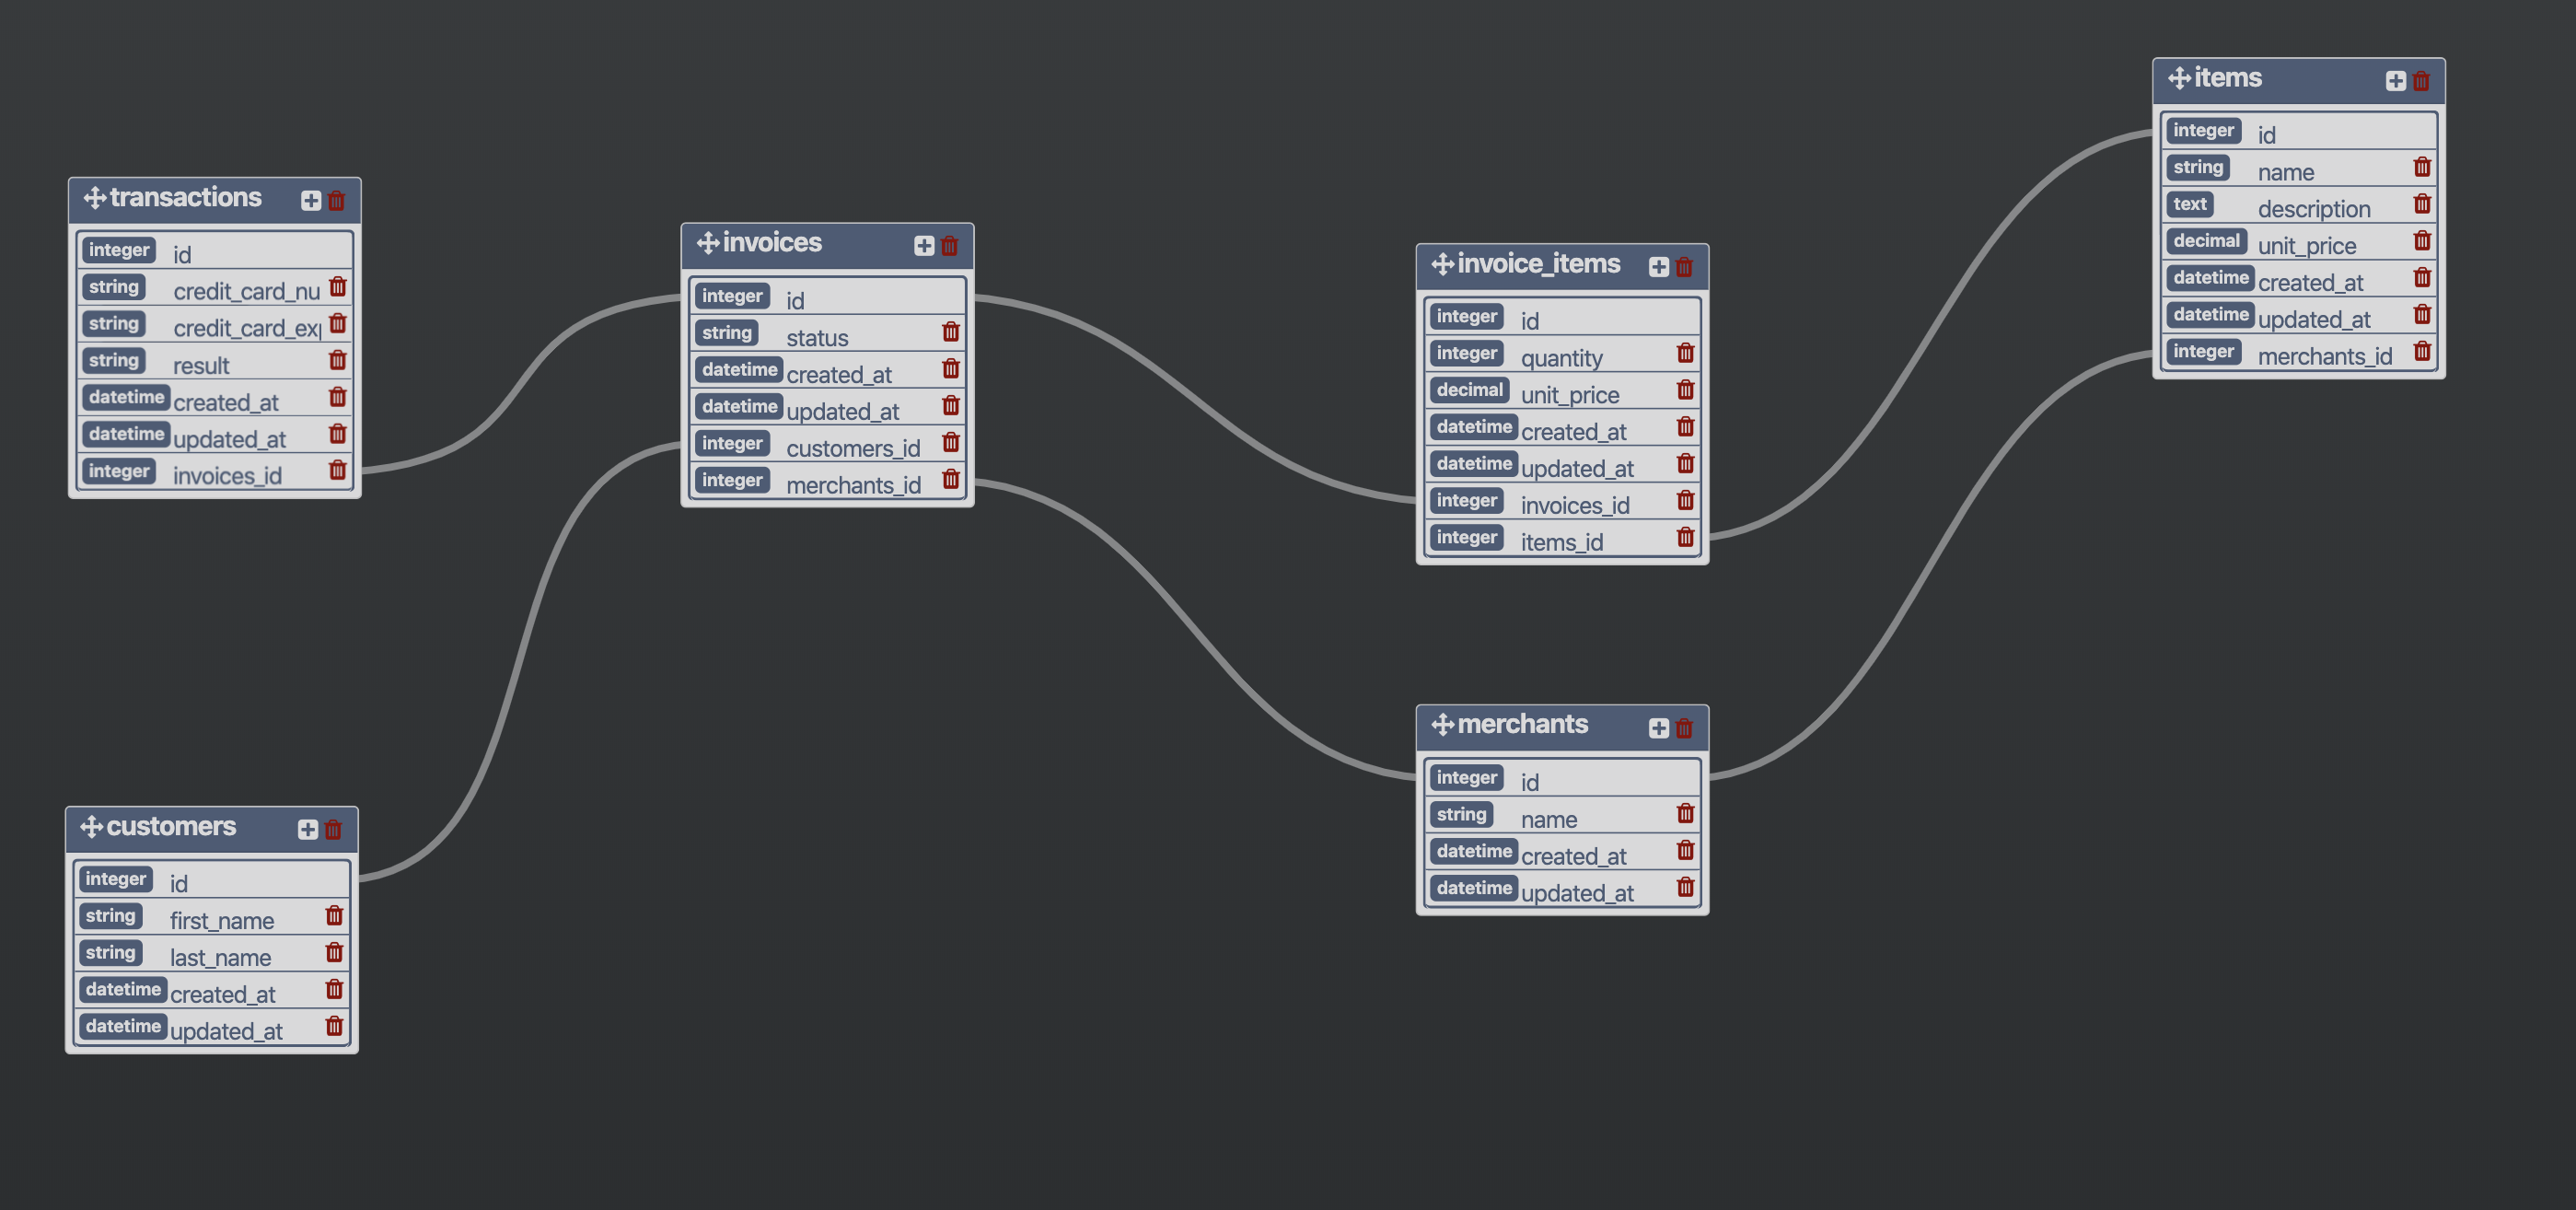 transactions
integer id
string credit_card_nu
string credit_card_ex
string result
datetime created_at
datetime updated_at
integer invoices_id
customers
integer id
string first_name
string last_name
datetime created_at
datetime updated_at
invoices
integer id
string status
datetime created_at
datetime updated_at
integer customers_id
integer merchants_id
invoice_items
integer id
integer quantity
decimal unit_price
datetime created_at
datetime updated_at
integer invoices_id
integer items_id
merchants
integer id
string name
datetime created_at
datetime updated_at
items
integer id
string name
text description
decimal unit_price
datetime created_at
datetime updated_at
integer merchants_id